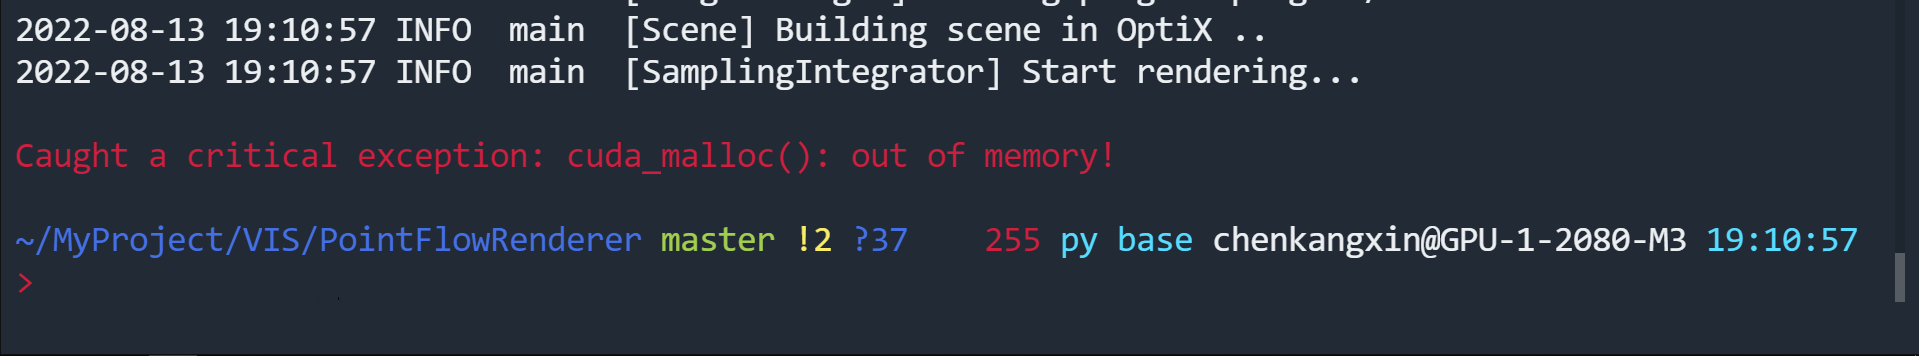 2022-08-13 19:10:57 INFO  main  [Scene] Building scene in OptiX ..
2022-08-13 19:10:57 INFO  main  [SamplingIntegrator] Start rendering...
Caught a critical exception: cuda_malloc(): out of memory!
~/MyProject/VIS/PointFlowRenderer master !2 ?37    255 py base chenkangxin@GPU-1-2080-M3 19:10:57
>